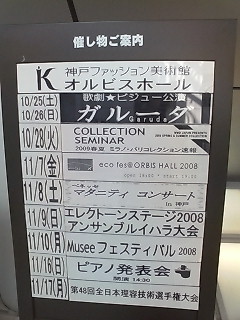 催し物ご案内
K 神戸ファッション美術館
オルビスホール
10/25(土)
10/26(日)
歌劇★ビジュー公演
ガルーダ
Garuda
10/28(火)
COLLECTION
SEMINAR
2009春夏 ミラノ・パリコレクション速報
11/7(金)
eco fes@ORBIS HALL 2008
11/8(土)
マタニティ コンサート
in 神戸
11/9(日)
エレクトーンステージ2008
アンサンブルイハラ大会
11/10(月)
Museeフェスティバル2008
11/16(日)
ピアノ発表会
開演 14:30
11/17(月)
第48回全日本理容技術選手権大会